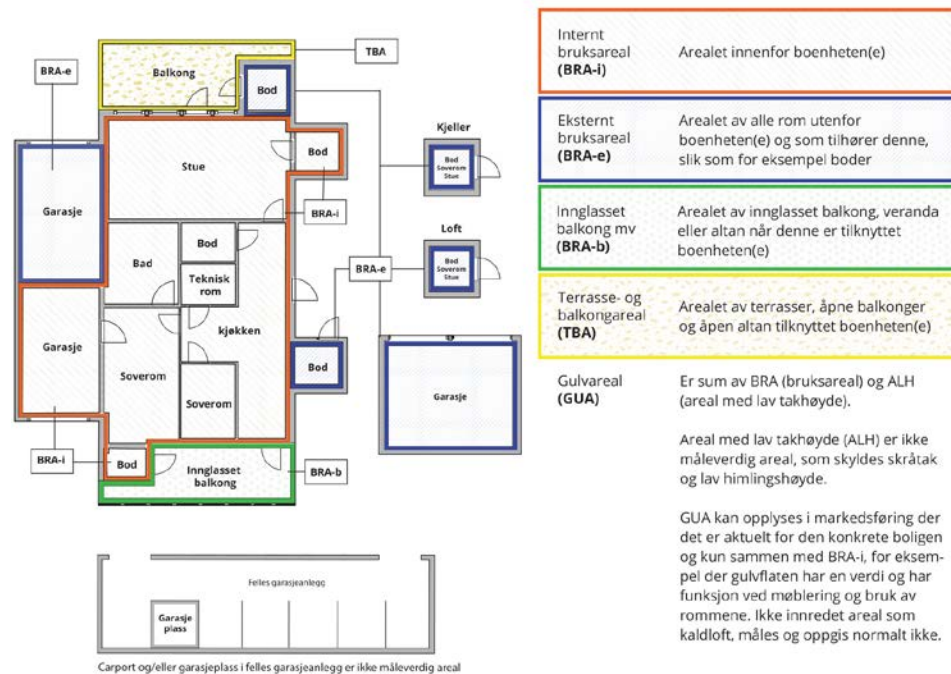 TBA
BRA-e
Balkong
Bod
Kjeller
Bod
Soverom
Stue
Stue
Bod
BRA-i
Garasje
Loft
Bod
Soverom
Stue
Bad
Bod
Teknisk
rom
BRA-e
kjøkken
Garasje
Soverom
Soverom
Bod
Garasje
BRA-i
Bod
Innglasset
balkong
BRA-b
Felles garasjeanlegg
Garasje
plass
Carport og/eller garasjeplass i felles garasjeanlegg er ikke måleverdig areal
Internt
bruksareal
(BRA-i)
Arealet innenfor boenheten(e)
Eksternt
bruksareal
(BRA-e)
Arealet av alle rom utenfor
boenheten(e) og som tilhører denne,
slik som for eksempel boder
Innglasset
balkong mv
(BRA-b)
Arealet av innglasset balkong, veranda
eller altan når denne er tilknyttet
boenheten(e)
Terrasse- og
balkongareal
(TBA)
Arealet av terrasser, åpne balkonger
og åpen altan tilknyttet boenheten(e)
Gulvareal
(GUA)
Er sum av BRA (bruksareal) og ALH
(areal med lav takhøyde).
Areal med lav takhøyde (ALH) er ikke
måleverdig areal, som skyldes skråtak
og lav himlingshøyde.
GUA kan opplyses i markedsføring der
det er aktuelt for den konkrete boligen
og kun sammen med BRA-i, for eksem-
pel der gulvflaten har en verdi og har
funksjon ved møblering og bruk av
rommene. Ikke innredet areal som
kaldloft, måles og oppgis normalt ikke.